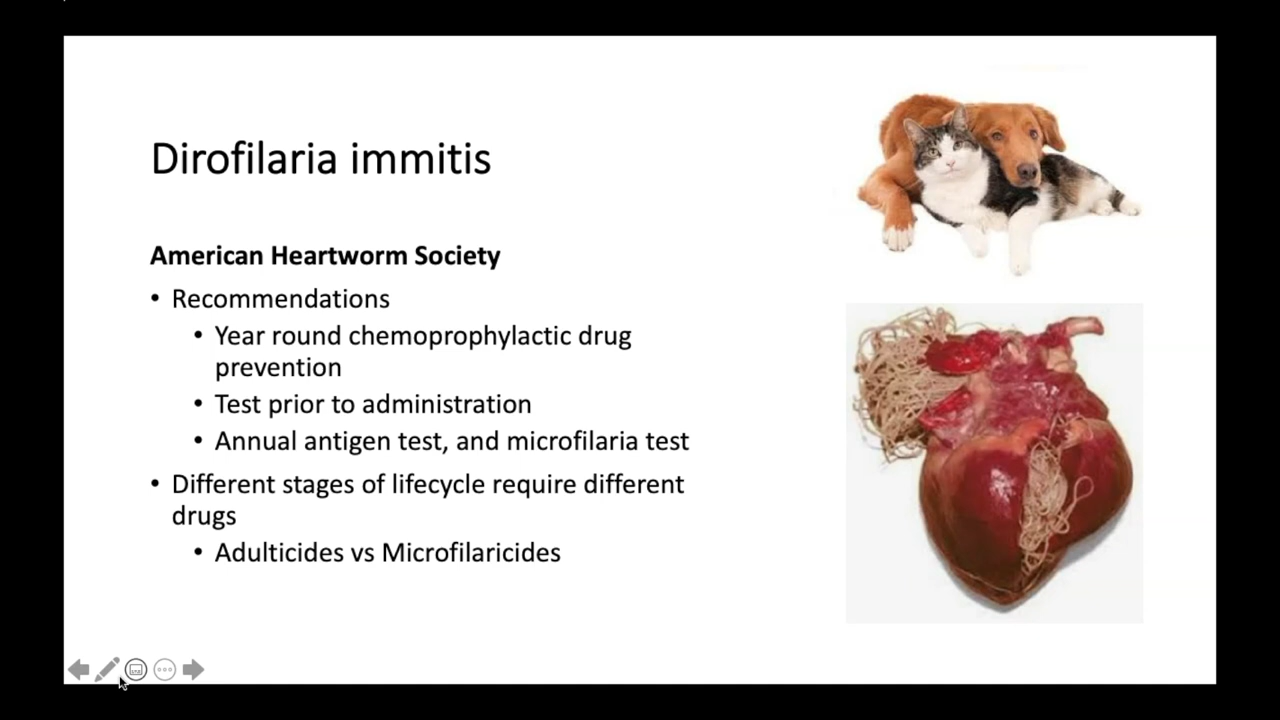 Dirofilaria immitis
American Heartworm Society
• Recommendations
• Year round chemoprophylactic drug
prevention
• Test prior to administration
• Annual antigen test, and microfilaria test
• Different stages of lifecycle require different
drugs
• Adulticides vs Microfilaricides